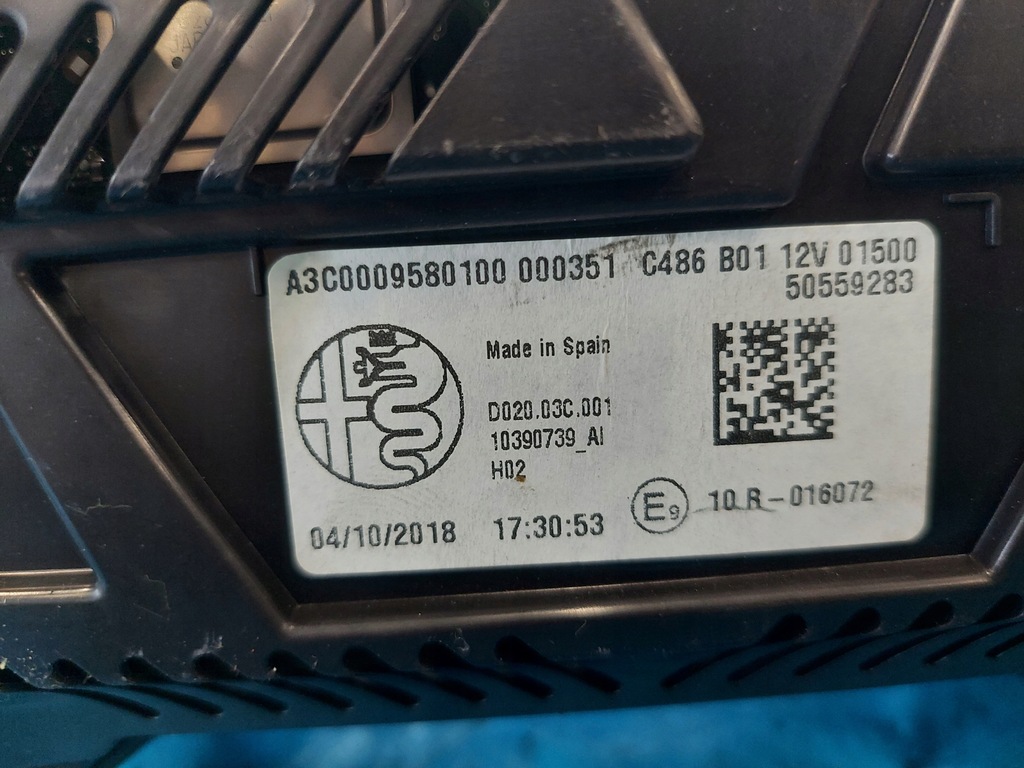 A3C0009580100 000351 C486 B01 12V 01500
50559283
Made in Spain
D020.03C.001
10390739_AI
H02
E9 10 R-016072
04/10/2018 17:30:53